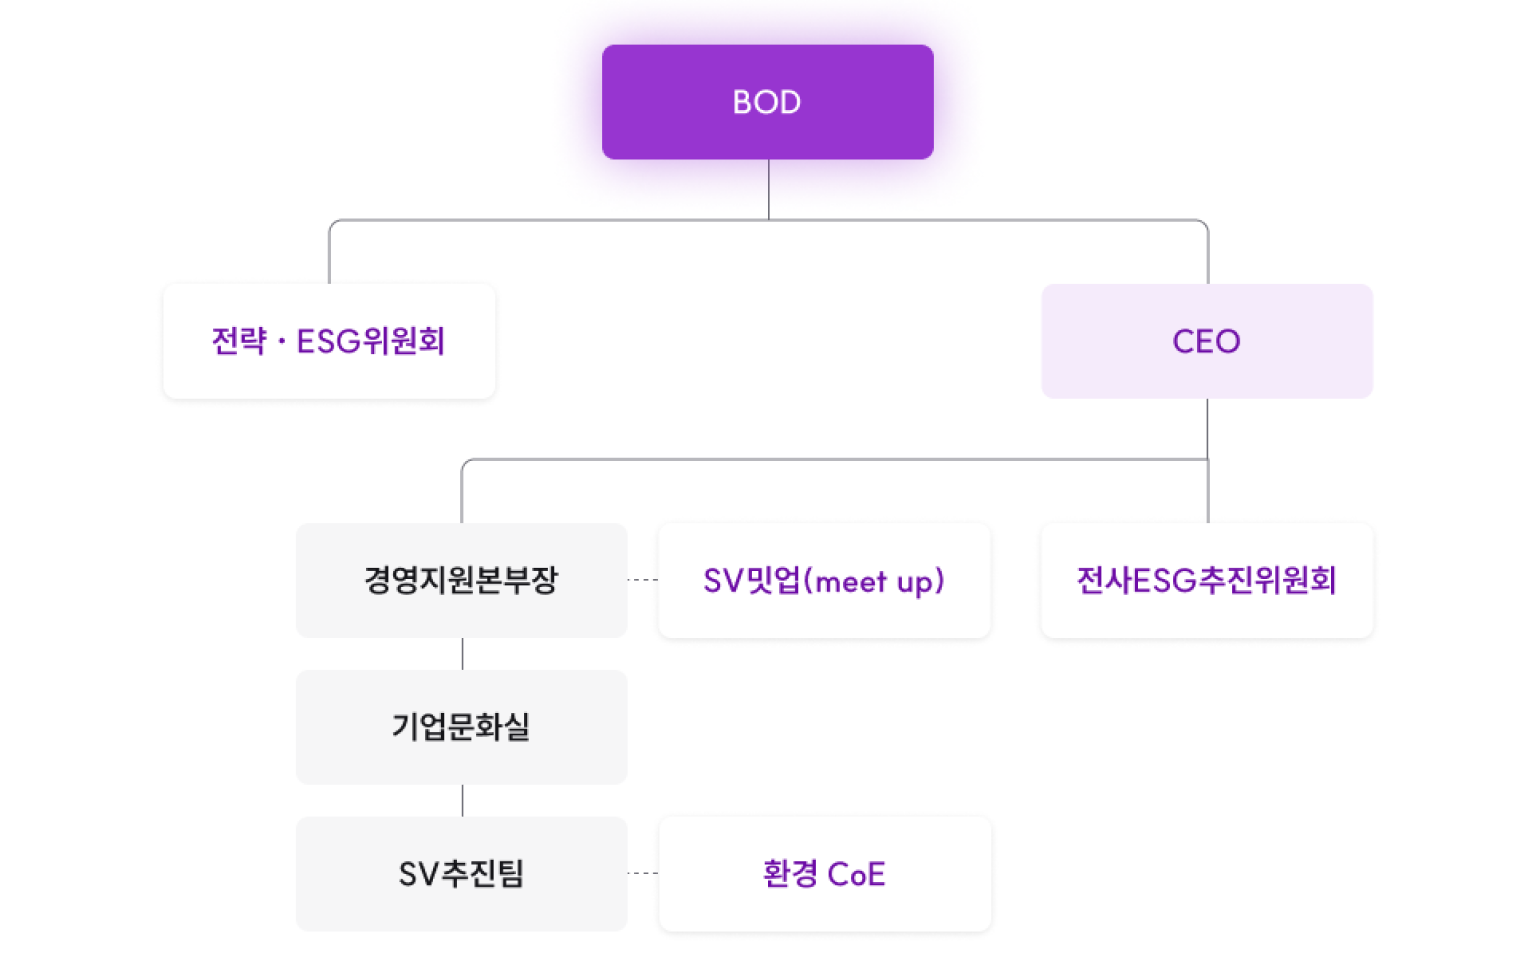 BOD
전략 · ESG위원회
CEO
경영지원본부장
SV밋업(meet up)
전사ESG추진위원회
기업문화실
SV추진팀
환경 CoE